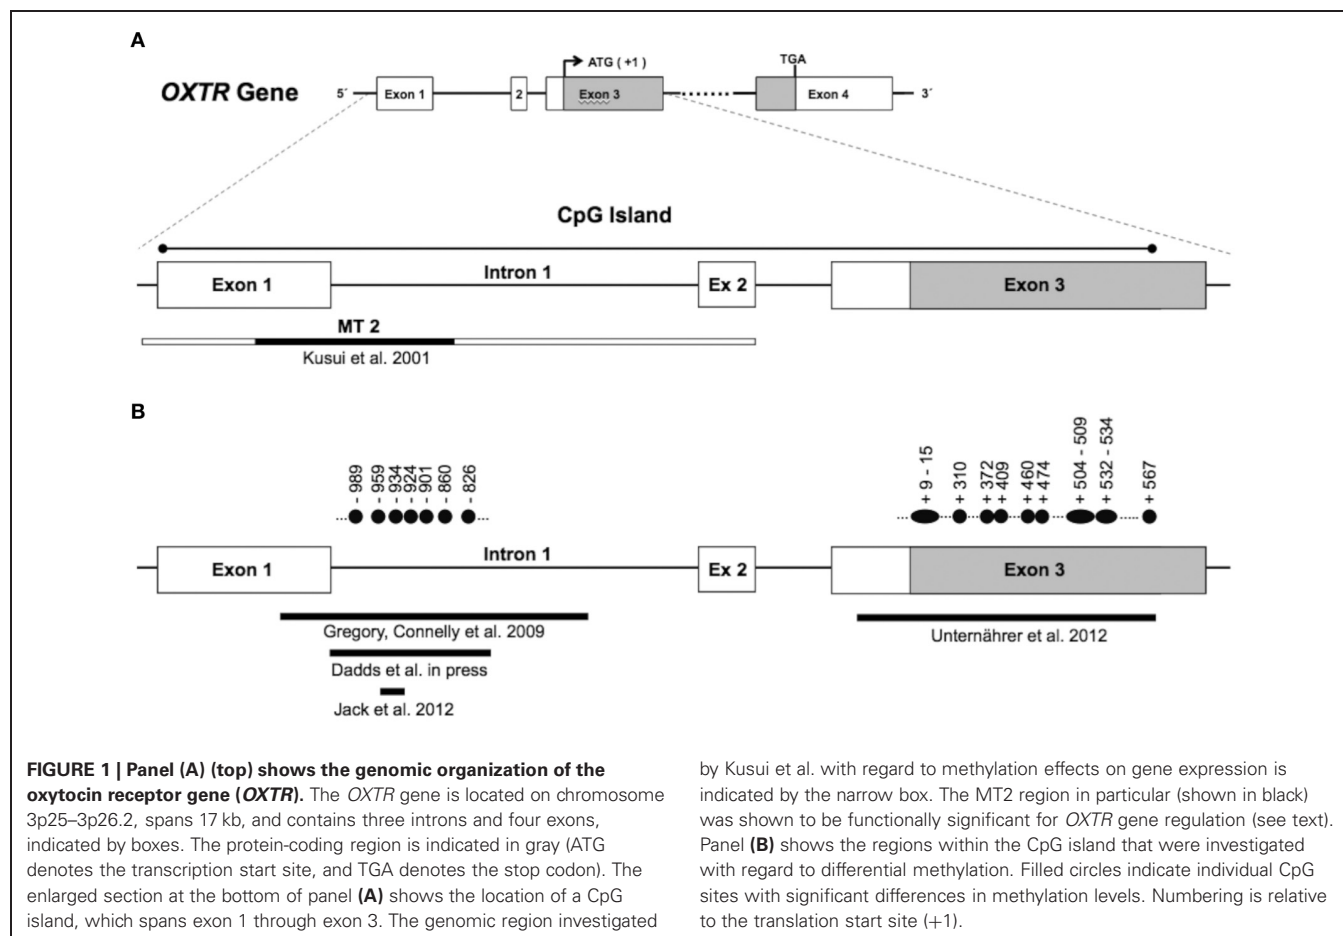 A
OXTR Gene
5´
Exon 1
2
ATG ( +1 )
Exon 3
TGA
Exon 4
3´
CpG Island
Exon 1
Intron 1
Ex 2
Exon 3
MT 2
Kusui et al. 2001
B
- 989
- 959
- 934
- 924
- 901
- 860
- 826
+ 9 - 15
+ 310
+ 372
+ 409
+ 460
+ 474
+ 504 - 509
+ 532 - 534
+ 567
Exon 1
Intron 1
Ex 2
Exon 3
Gregory, Connelly et al. 2009
Dadds et al. in press
Jack et al. 2012
Unternährer et al. 2012
FIGURE 1 | Panel (A) (top) shows the genomic organization of the
oxytocin receptor gene (OXTR). The OXTR gene is located on chromosome
3p25–3p26.2, spans 17 kb, and contains three introns and four exons,
indicated by boxes. The protein-coding region is indicated in gray (ATG
denotes the transcription start site, and TGA denotes the stop codon). The
enlarged section at the bottom of panel (A) shows the location of a CpG
island, which spans exon 1 through exon 3. The genomic region investigated
by Kusui et al. with regard to methylation effects on gene expression is
indicated by the narrow box. The MT2 region in particular (shown in black)
was shown to be functionally significant for OXTR gene regulation (see text).
Panel (B) shows the regions within the CpG island that were investigated
with regard to differential methylation. Filled circles indicate individual CpG
sites with significant differences in methylation levels. Numbering is relative
to the translation start site (+1).